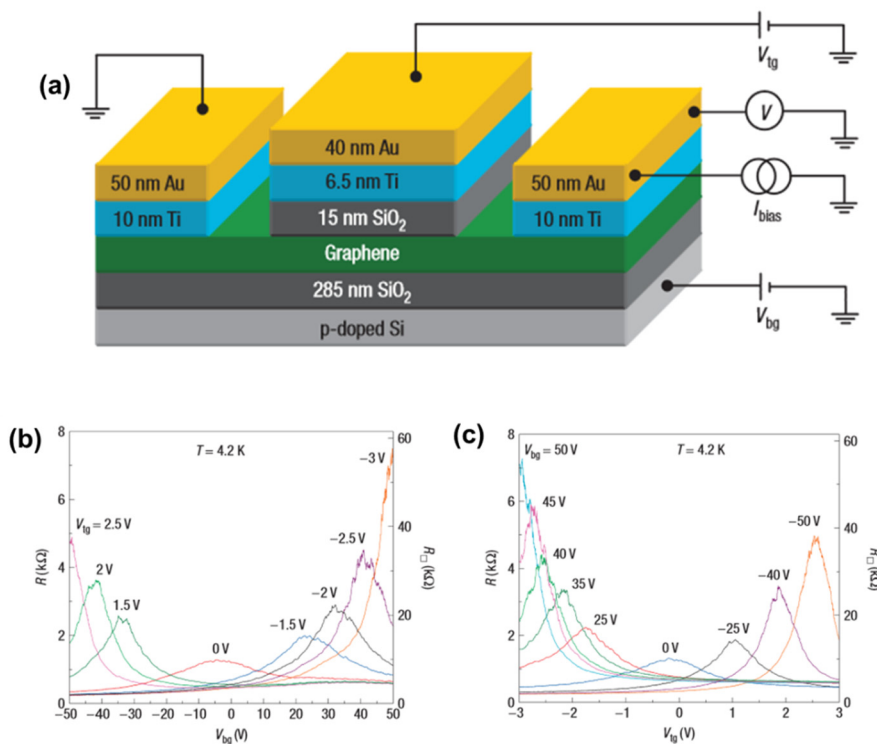 (a)
V_tg
V
I_bias
V_bg
40 nm Au
50 nm Au
6.5 nm Ti
50 nm Au
10 nm Ti
15 nm SiO₂
10 nm Ti
Graphene
285 nm SiO₂
p-doped Si
(b)
8
6
4
2
0
R (kΩ)
T = 4.2 K
V_tg = 2.5 V
2 V
1.5 V
0 V
−1.5 V
−2 V
−2.5 V
−3 V
60
40
20
0
R□ (kΩ)
−50 −40 −30 −20 −10 0 10 20 30 40 50
V_bg (V)
(c)
8
6
4
2
0
R (kΩ)
V_bg = 50 V
T = 4.2 K
45 V
40 V
35 V
25 V
0 V
−25 V
−40 V
−50 V
60
40
20
0
R□ (kΩ)
−3 −2 −1 0 1 2 3
V_tg (V)